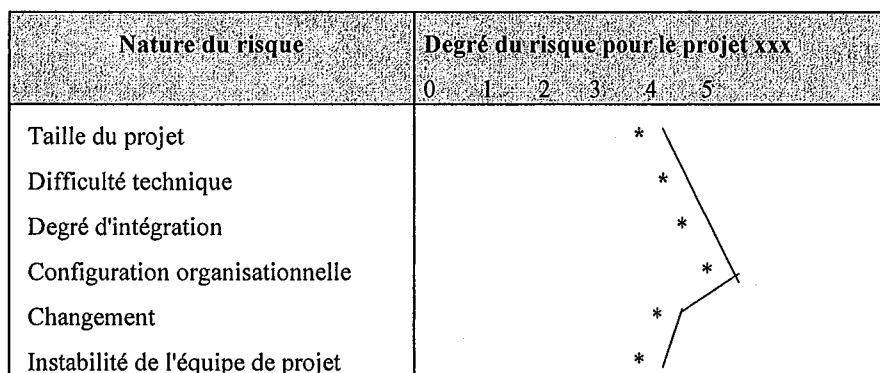 Nature du risque Degré du risque pour le projet xxx
0 1 2 3 4 5
Taille du projet *
Difficulté technique *
Degré d'intégration *
Configuration organisationnelle *
Changement *
Instabilité de l'équipe de projet *